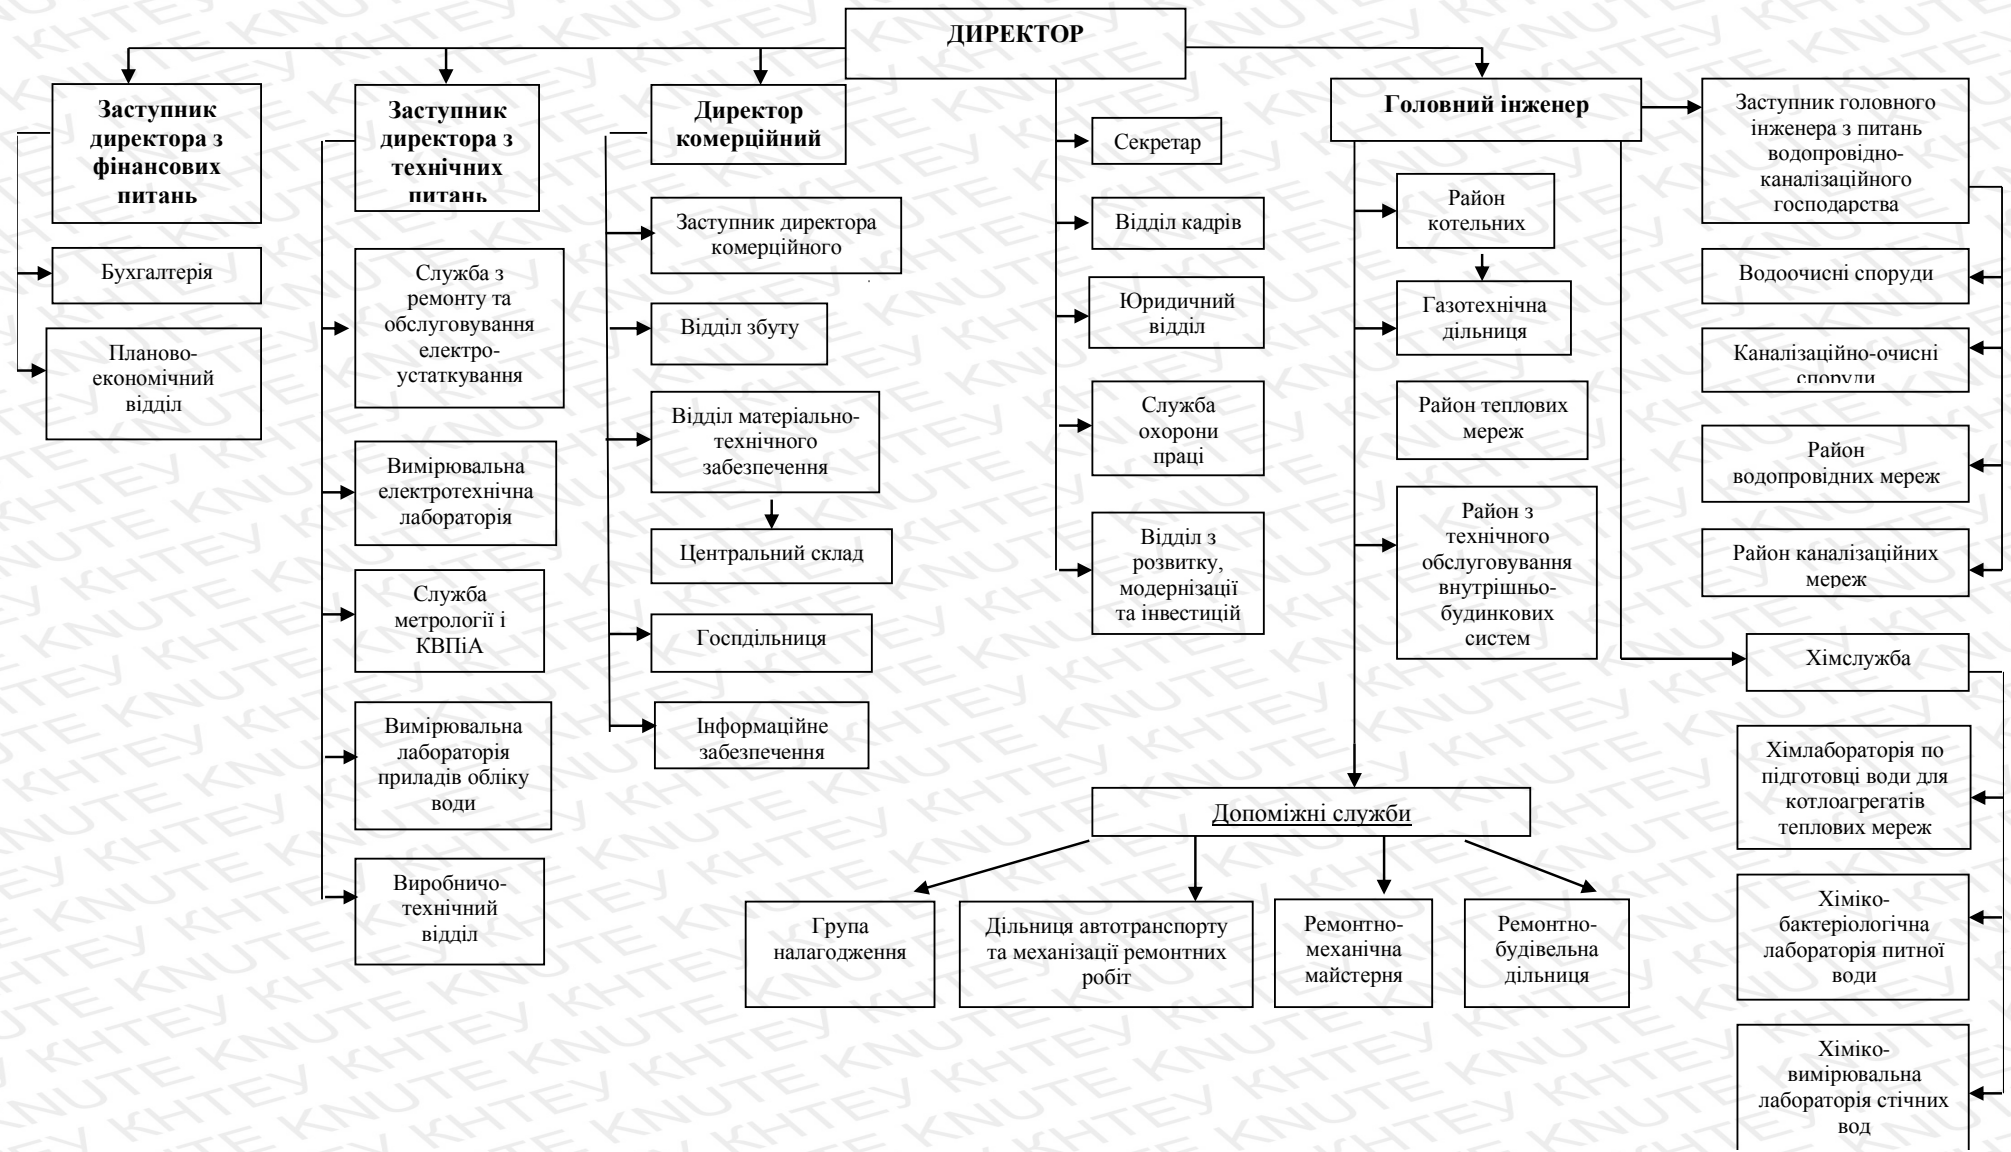 ДИРЕКТОР
Заступник
директора з
фінансових
питань
Бухгалтерія
Планово-
економічний
відділ
Заступник
директора з
технічних
питань
Служба з
ремонту та
обслуговування
електро-
устаткування
Вимірювальна
електротехнічна
лабораторія
Служба
метрології і
КВПіА
Вимірювальна
лабораторія
приладів обліку
води
Виробничо-
технічний
відділ
Директор
комерційний
Заступник директора
комерційного
Відділ збуту
Відділ матеріально-
технічного
забезпечення
Центральний склад
Госпдільниця
Інформаційне
забезпечення
Секретар
Відділ кадрів
Юридичний
відділ
Служба
охорони
праці
Відділ з
розвитку,
модернізації
та інвестицій
Головний інженер
Район
котельних
Газотехнічна
дільниця
Район теплових
мереж
Район з
технічного
обслуговування
внутрішньо-
будинкових
систем
Допоміжні служби
Група
налагодження
Дільниця автотранспорту
та механізації ремонтних
робіт
Ремонтно-
механічна
майстерня
Ремонтно-
будівельна
дільниця
Заступник головного
інженера з питань
водопровідно-
каналізаційного
господарства
Водоочисні споруди
Каналізаційно-очисні
споруди
Район
водопровідних мереж
Район каналізаційних
мереж
Хімслужба
Хімлабораторія по
підготовці води для
котлоагрегатів
теплових мереж
Хіміко-
бактеріологічна
лабораторія питної
води
Хіміко-
вимірювальна
лабораторія стічних
вод